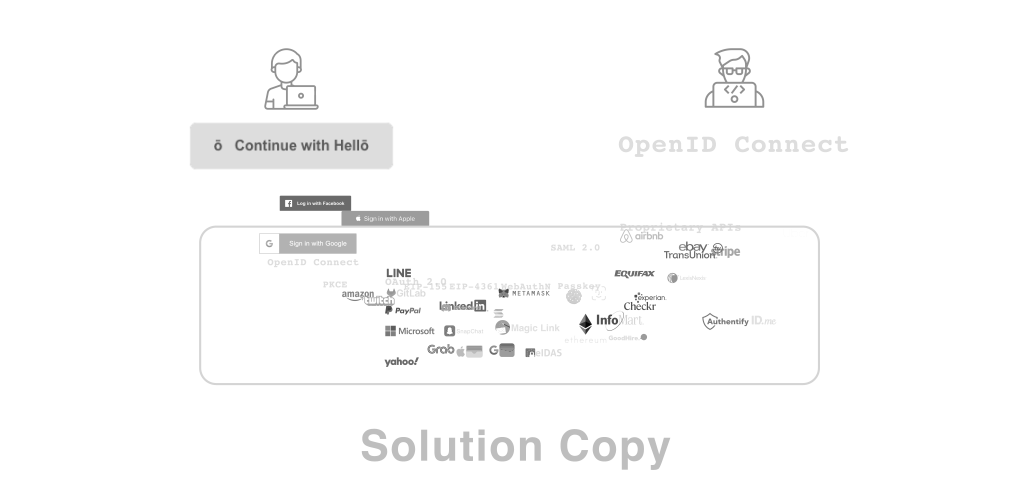 ō Continue with Hellō
OpenID Connect
Log in with Facebook
Sign in with Apple
Proprietary APIs
airbnb
G Sign in with Google
SAML 2.0
ebay
stripe
TransUnion
OpenID Connect
LINE
EQUIFAX
PKCE
OAuth 2.0
EIP-155 EIP-4361 WebAuthN Passkey
amazon
GitLab
METAMASK
experian.
twitch
LinkedIn
Checkr
PayPal
InfoMart
Authentify
ID.me
Microsoft
SnapChat
Magic Link
ethereum
GoodHire
Grab
G
eIDAS
yahoo!
Solution Copy